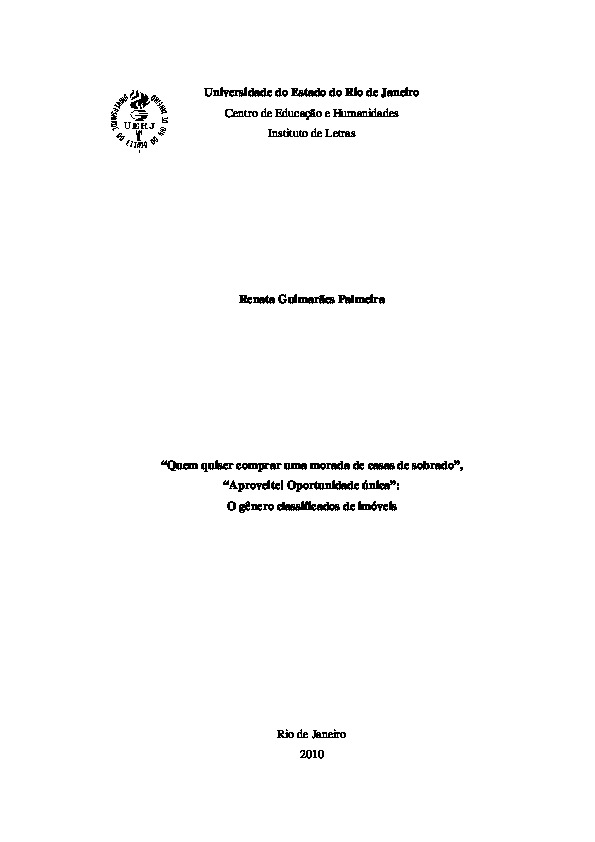 Universidade do Estado do Rio de Janeiro
Centro de Educação e Humanidades
Instituto de Letras
UERJ
Renata Guimarães Palmeira
“Quem quiser comprar uma morada de casas de sobrado”,
“Aproveite! Oportunidade única”:
O gênero classificados de imóveis
Rio de Janeiro
2010